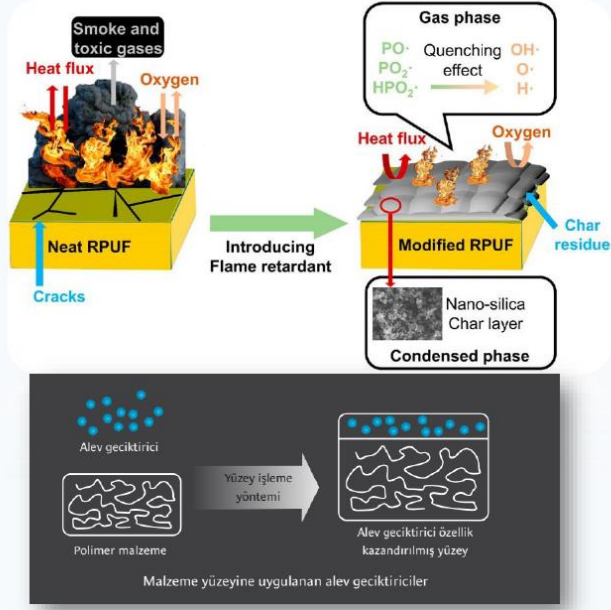 Smoke and
toxic gases
Heat flux
Oxygen
Neat RPUF
Cracks
Introducing
Flame retardant
Gas phase
PO·
PO₂·
HPO₂·
Quenching
effect
OH·
O·
H·
Heat flux
Oxygen
Modified RPUF
Char
residue
Nano-silica
Char layer
Condensed phase
Alev geciktirici
Polimer malzeme
Yüzey işleme
yöntemi
Alev geciktirici özellik
kazandırılmış yüzey
Malzeme yüzeyine uygulanan alev geciktiriciler